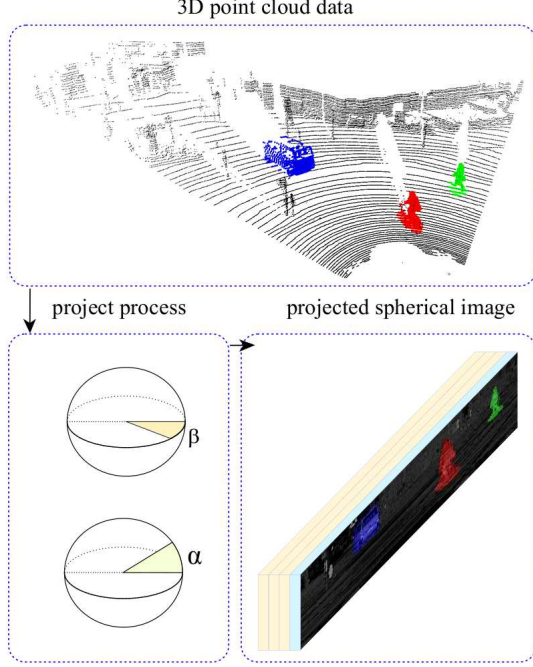 3D point cloud data
project process
projected spherical image
β
α